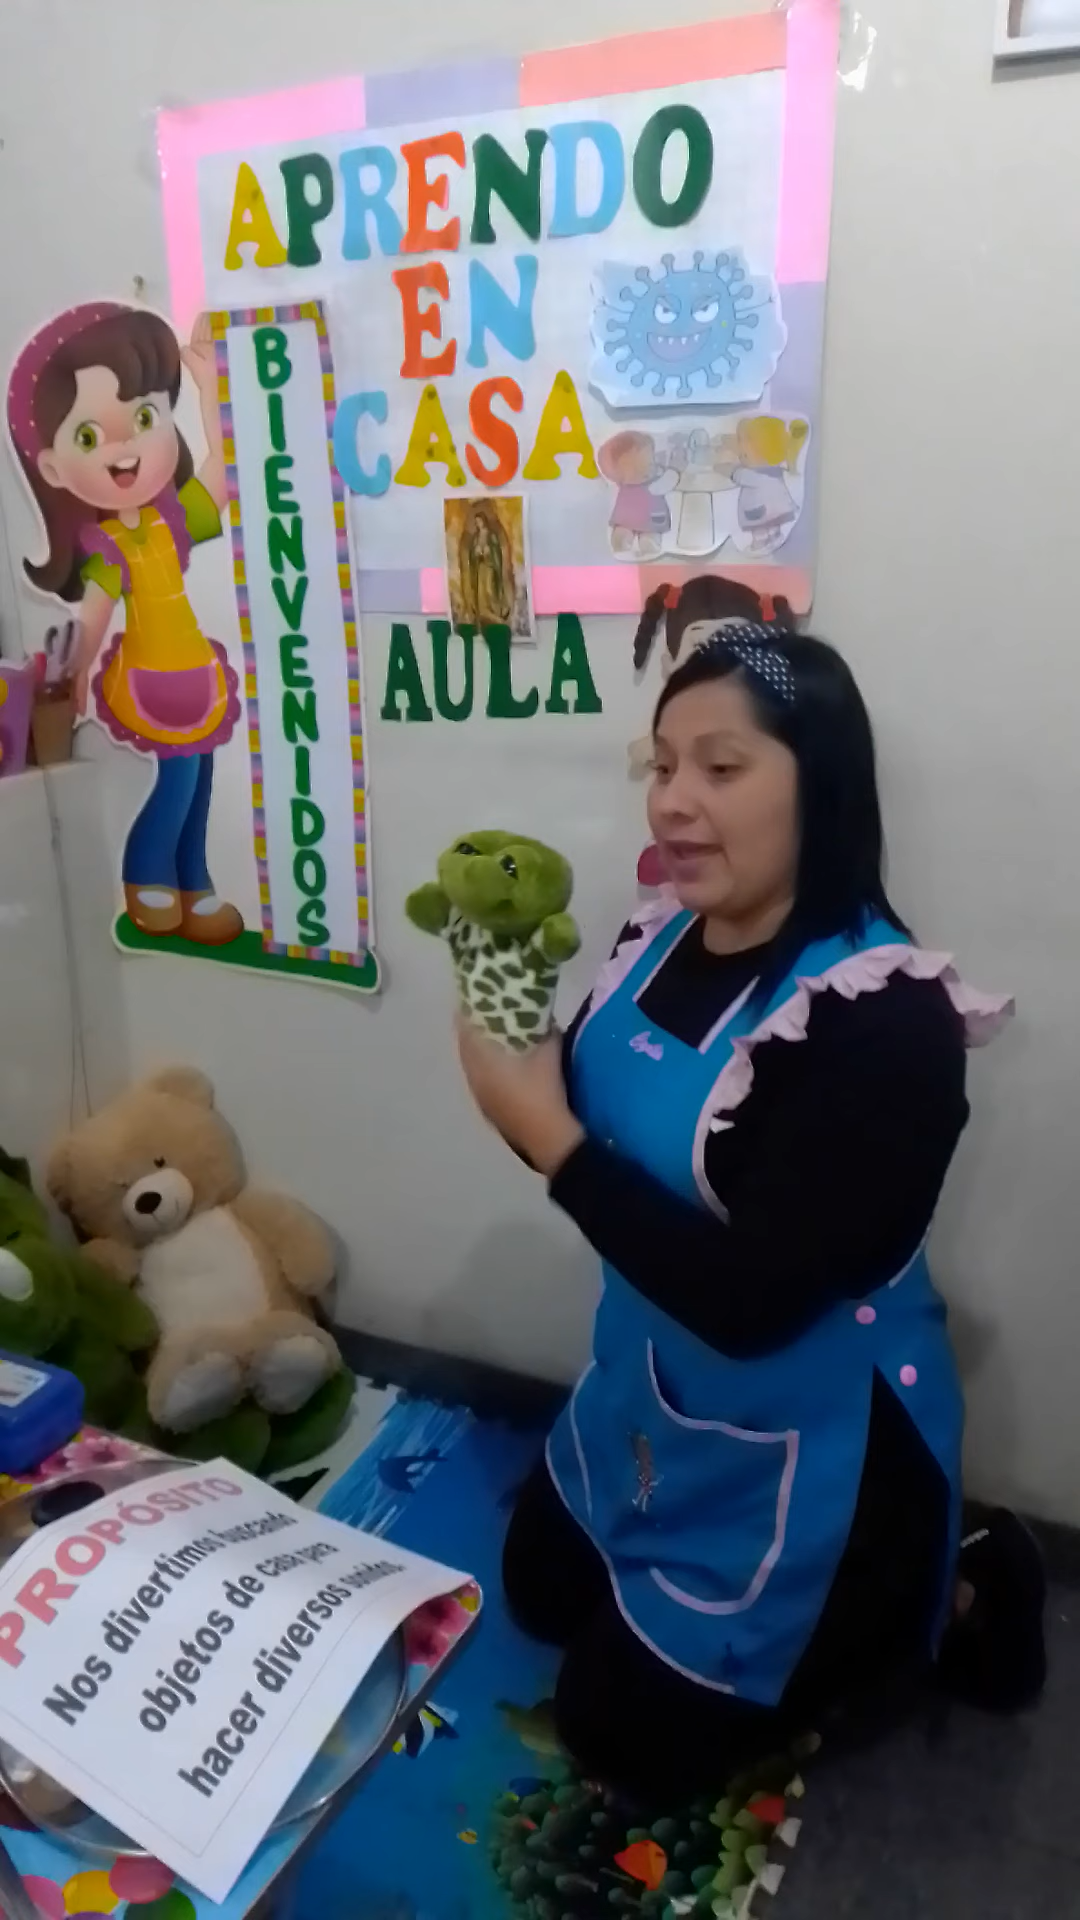 APRENDO
EN
CASA
BIENVENIDOS
AULA
PROPÓSITO
Nos divertimos buscando
objetos de casa para
hacer diversos sonidos.